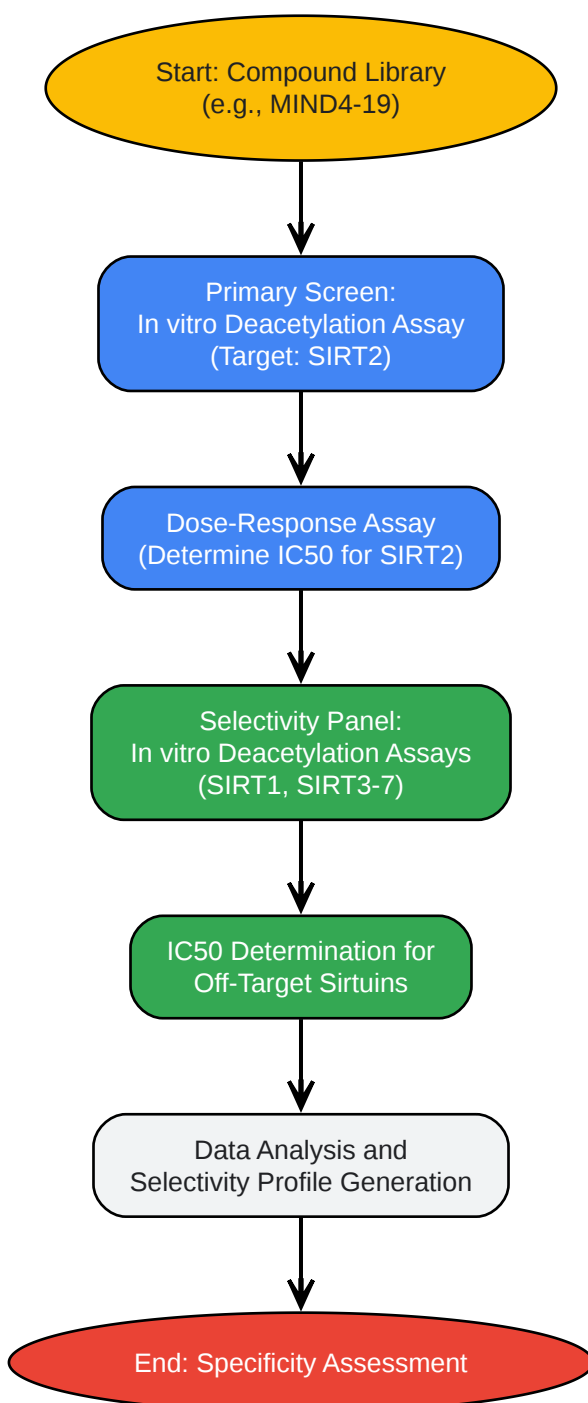 Start: Compound Library
(e.g., MIND4-19)
Primary Screen:
In vitro Deacetylation Assay
(Target: SIRT2)
Dose-Response Assay
(Determine IC50 for SIRT2)
Selectivity Panel:
In vitro Deacetylation Assays
(SIRT1, SIRT3-7)
IC50 Determination for
Off-Target Sirtuins
Data Analysis and
Selectivity Profile Generation
End: Specificity Assessment